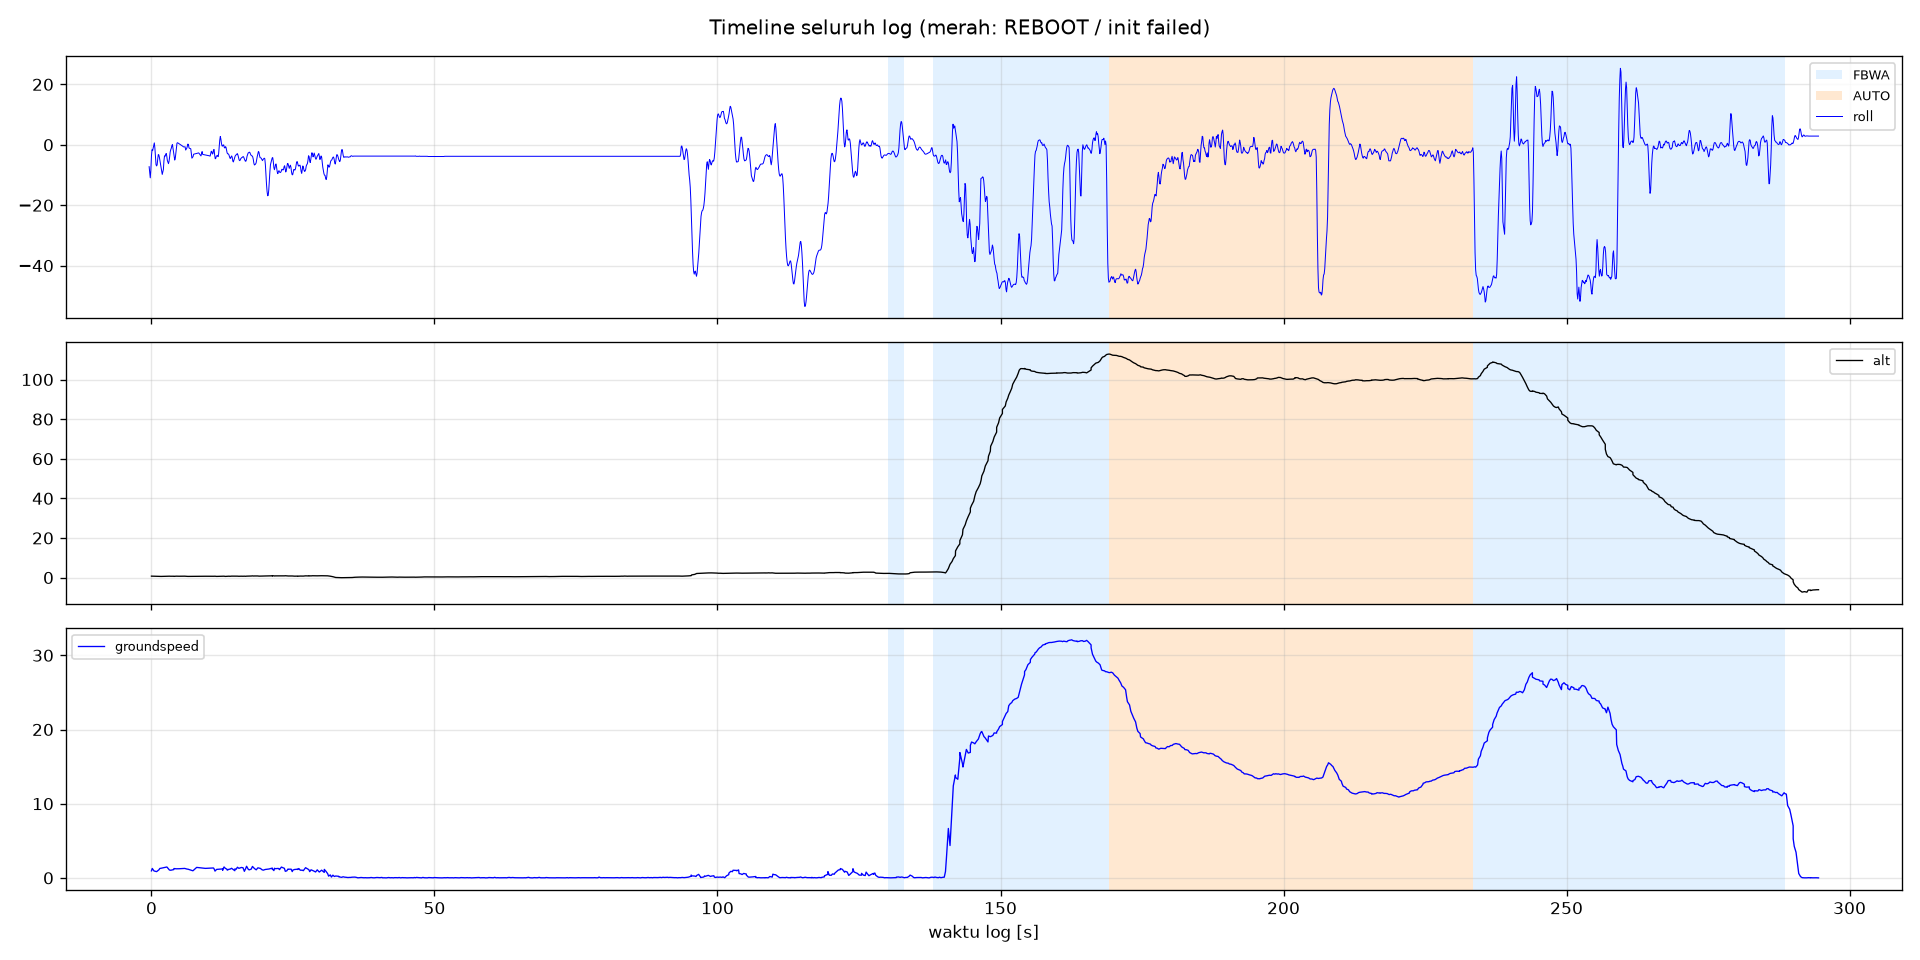 Timeline seluruh log (merah: REBOOT / init failed)
20
0
−20
−40
FBWA
AUTO
roll
100
80
60
40
20
0
alt
30
20
10
0
groundspeed
0 50 100 150 200 250 300
waktu log [s]